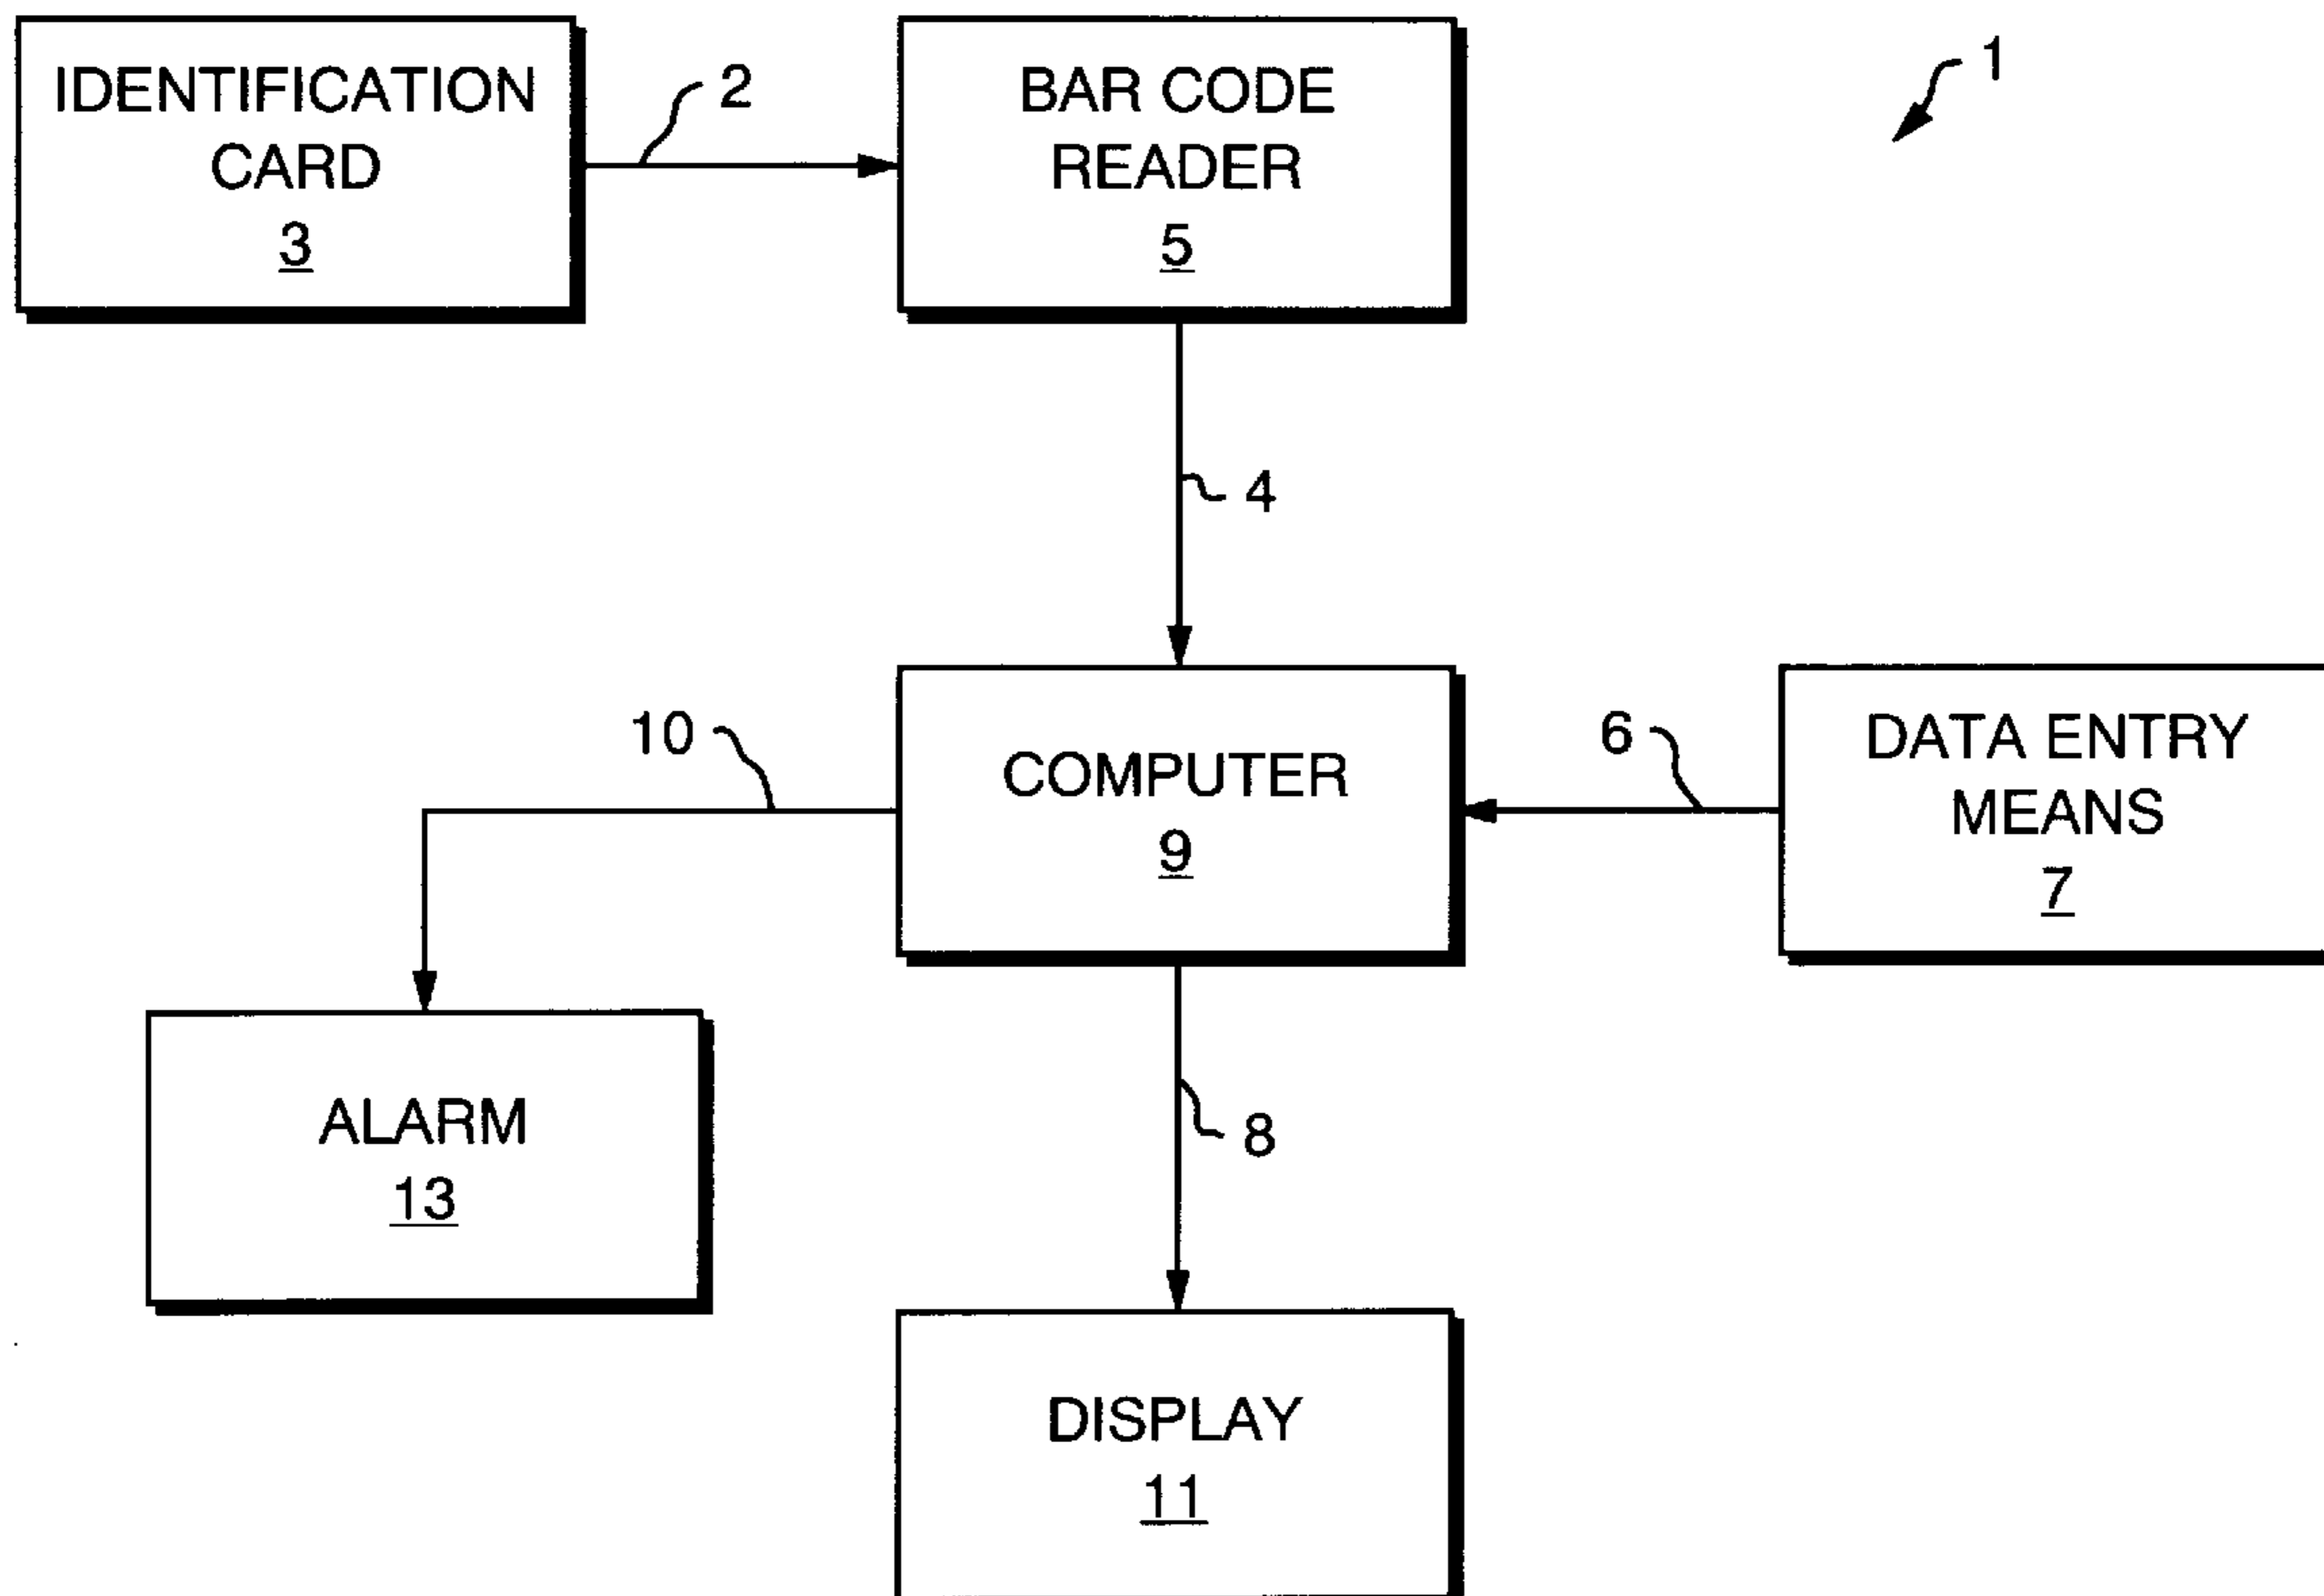 IDENTIFICATION
CARD
3
2
BAR CODE
READER
5
1
4
10
COMPUTER
9
6
DATA ENTRY
MEANS
7
ALARM
13
8
DISPLAY
11